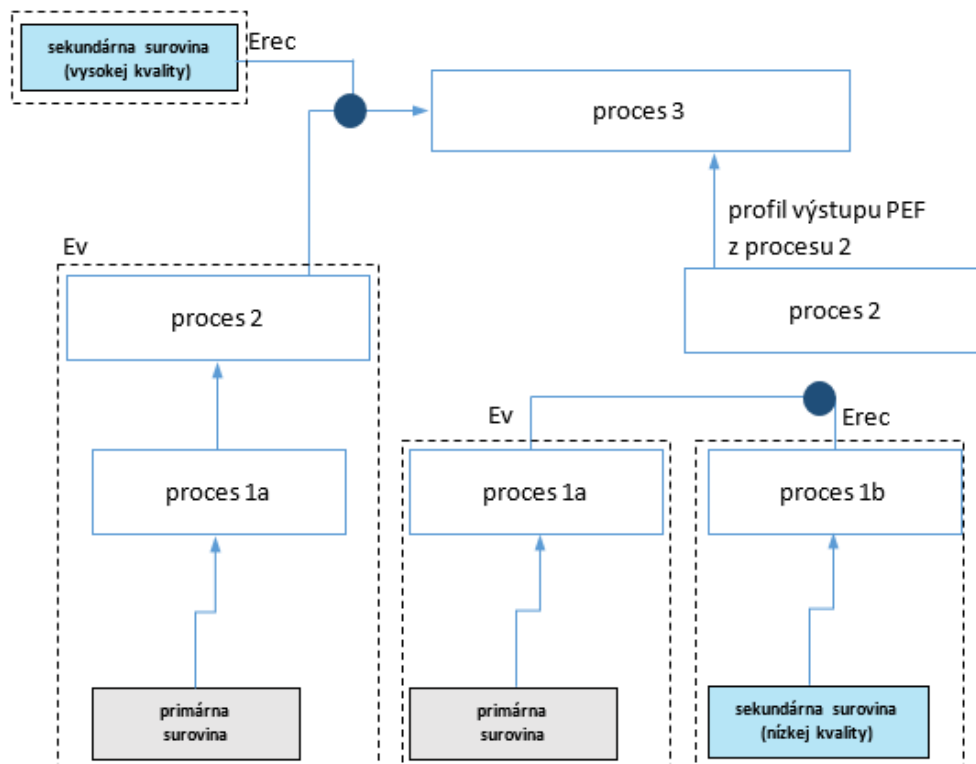 sekundárna surovina
(vysokej kvality)
Erec
proces 3
profil výstupu PEF
z procesu 2
Ev
proces 2
proces 2
Ev
Erec
proces 1a
proces 1a
proces 1b
primárna
surovina
primárna
surovina
sekundárna surovina
(nízkej kvality)